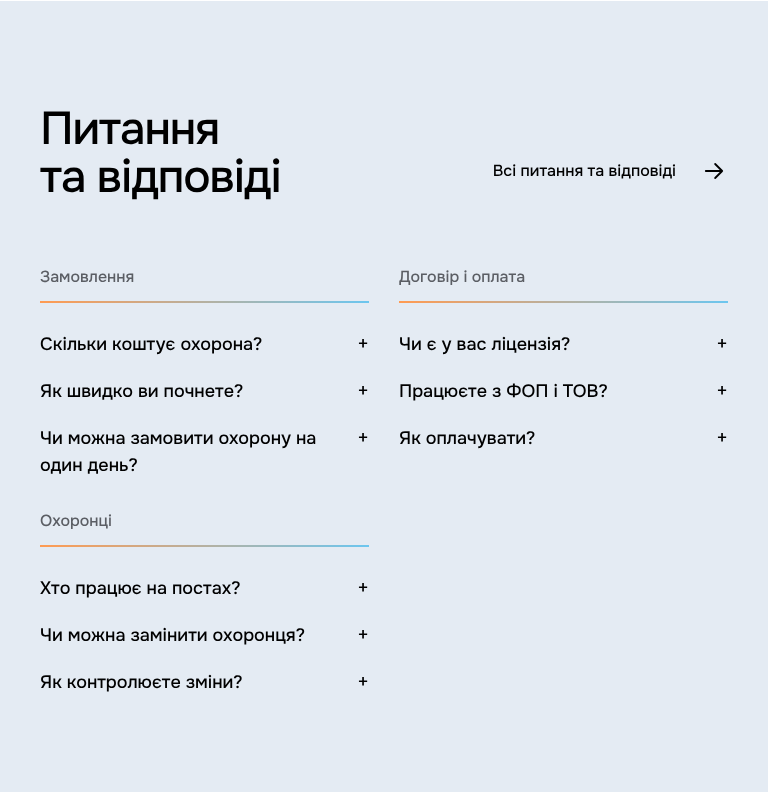 Питання
та відповіді
Всі питання та відповіді
Замовлення
Скільки коштує охорона? +
Як швидко ви почнете? +
Чи можна замовити охорону на +
один день?
Договір і оплата
Чи є у вас ліцензія? +
Працюєте з ФОП і ТОВ? +
Як оплачувати? +
Охоронці
Хто працює на постах? +
Чи можна замінити охоронця? +
Як контролюєте зміни? +